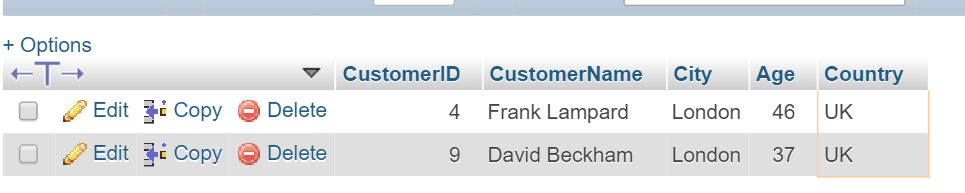 + Options
←T→ CustomerID CustomerName City Age Country
Edit Copy Delete 4 Frank Lampard London 46 UK
Edit Copy Delete 9 David Beckham London 37 UK